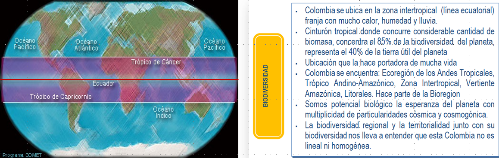 Océano Pacífico
Océano Atlántico
Océano Pacífico
Trópico de Cáncer
Ecuador
Trópico de Capricornio
Océano Índico
Programa COMET
BIODIVERSIDAD
• Colombia se ubica en la zona intertropical (línea ecuatorial)
franja con mucho calor, humedad y lluvia.
• Cinturón tropical donde concurre considerable cantidad de
biomasa, concentra el 85% de la biodiversidad del planeta,
representa el 40% de la tierra útil del planeta
• Ubicación que la hace portadora de mucha vida
• Colombia se encuentra: Ecoregión de los Andes Tropicales,
Trópico Andino-Amazónico; Zona Intertropical, Vertiente
Amazónica, Litorales. Hace parte de la Bioregion
• Somos potencial biológico la esperanza del planeta con
multiplicidad de particularidades cósmica y cosmogónica.
• La biodiversidad regional y la territorialidad junto con su
biodiversidad nos lleva a entender que esta Colombia no es
lineal ni homogénea.